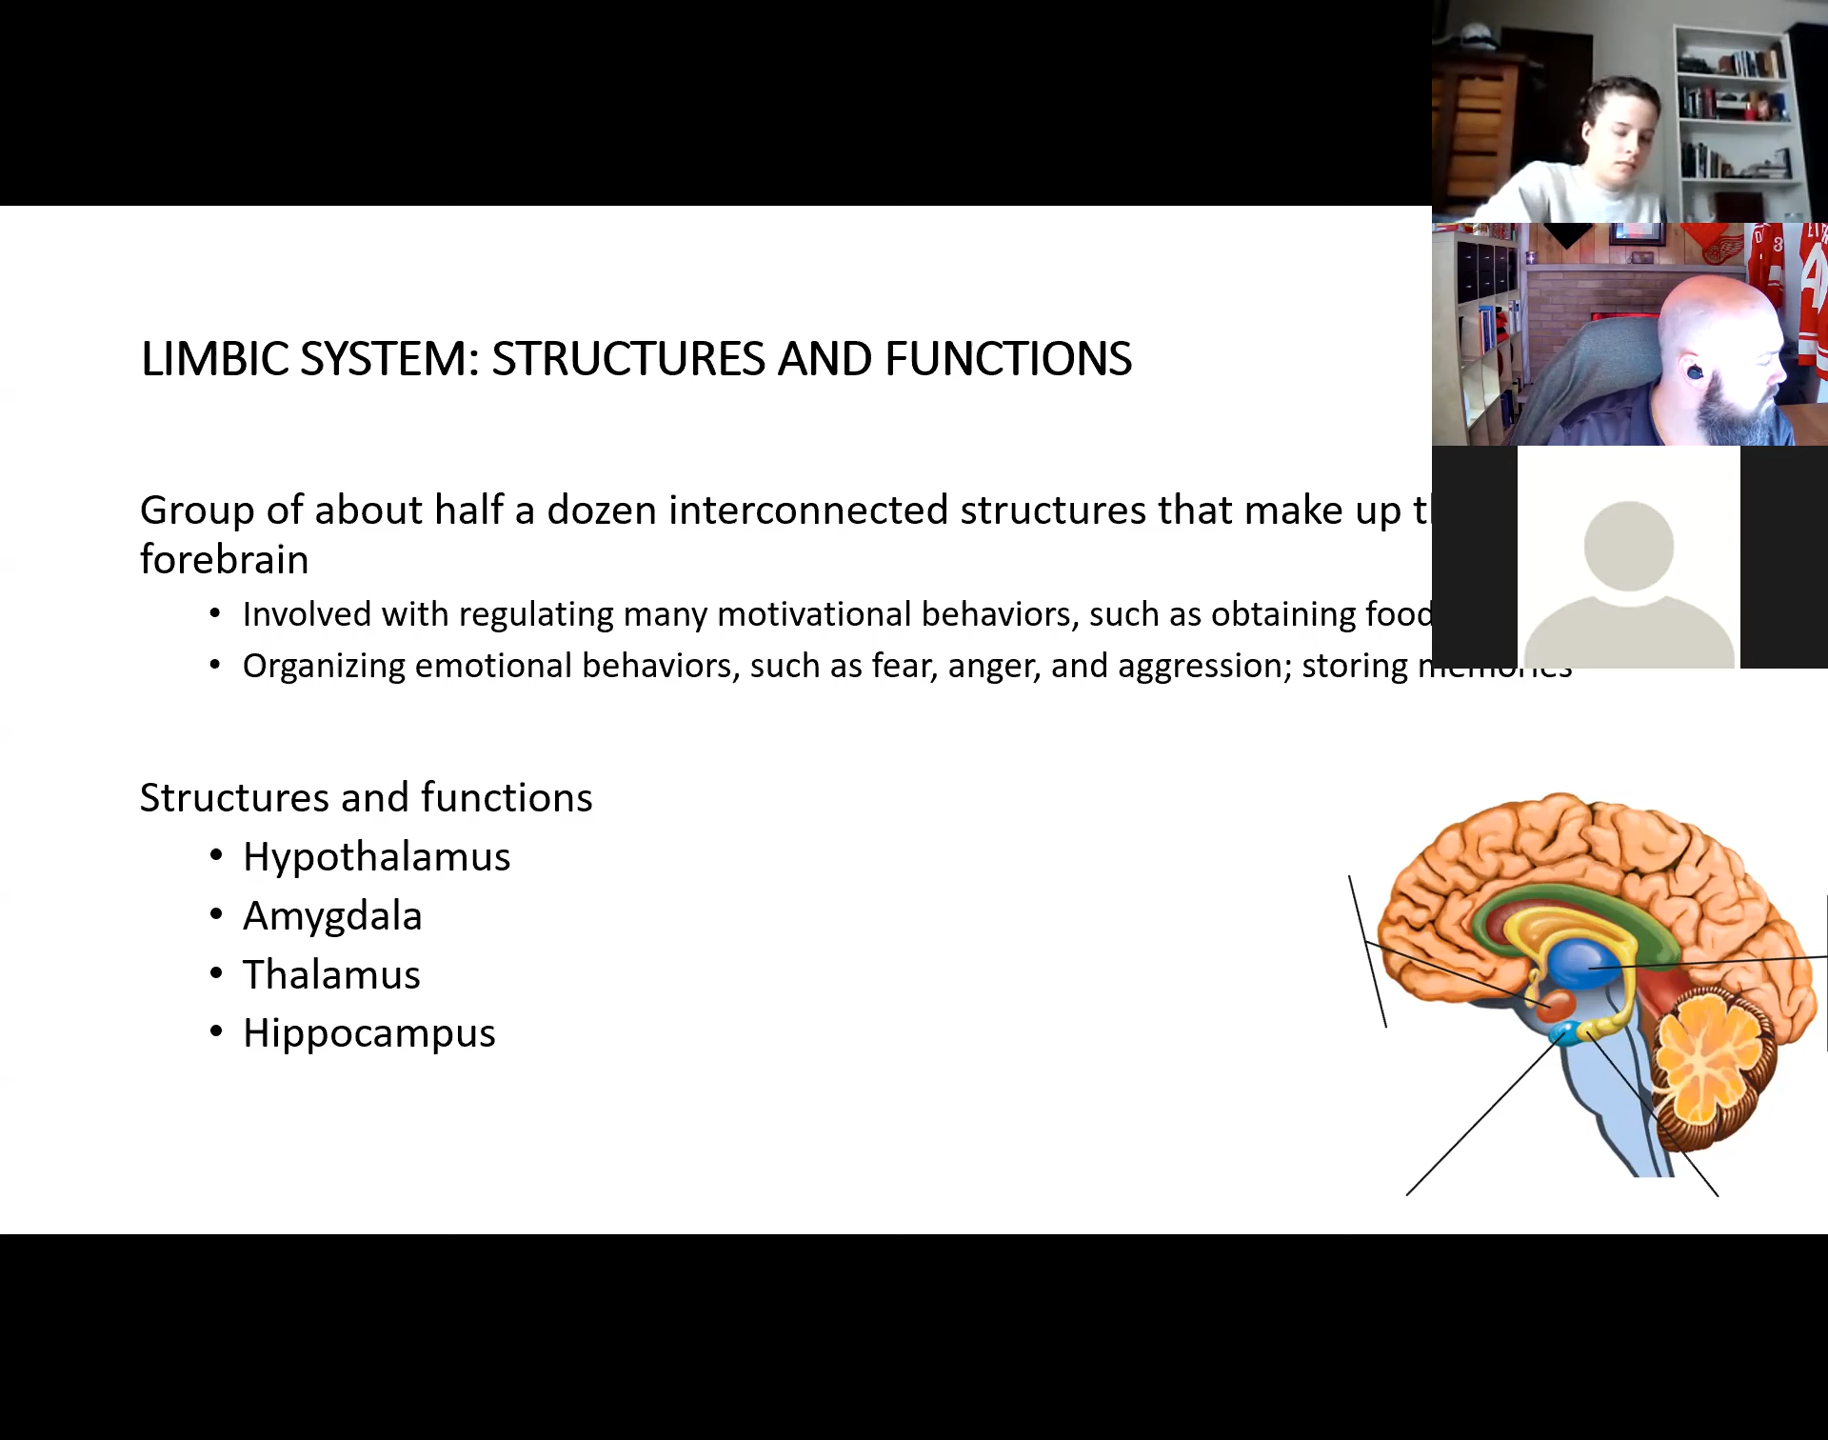 LIMBIC SYSTEM: STRUCTURES AND FUNCTIONS
Group of about half a dozen interconnected structures that make up
forebrain
• Involved with regulating many motivational behaviors, such as obtaining food
• Organizing emotional behaviors, such as fear, anger, and aggression; storing memories
Structures and functions
• Hypothalamus
• Amygdala
• Thalamus
• Hippocampus